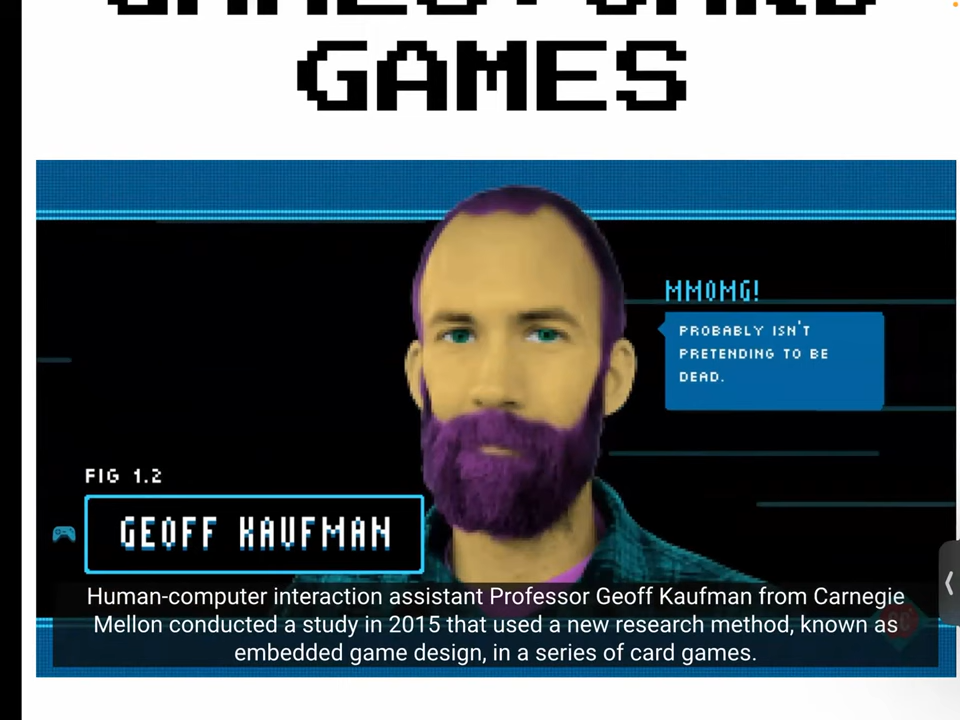 GAMES: CARD
GAMES
MMOMG!
PROBABLY ISN'T
PRETENDING TO BE
DEAD.
FIG 1.2
GEOFF KAUFMAN
Human-computer interaction assistant Professor Geoff Kaufman from Carnegie
Mellon conducted a study in 2015 that used a new research method, known as
embedded game design, in a series of card games.